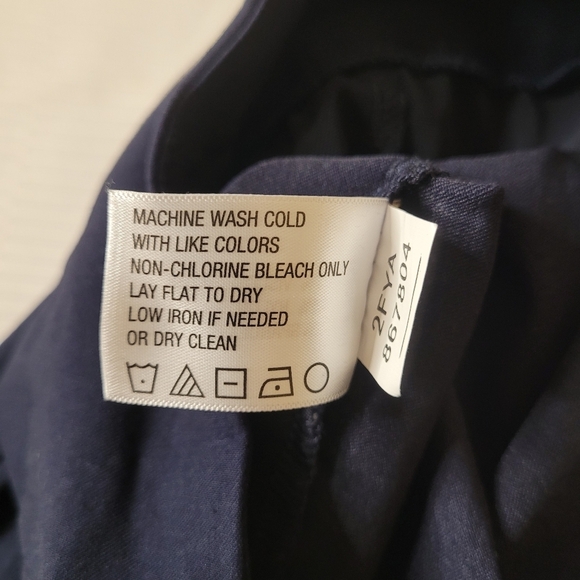 MACHINE WASH COLD
WITH LIKE COLORS
NON-CHLORINE BLEACH ONLY
LAY FLAT TO DRY
LOW IRON IF NEEDED
OR DRY CLEAN
2FYA
867804